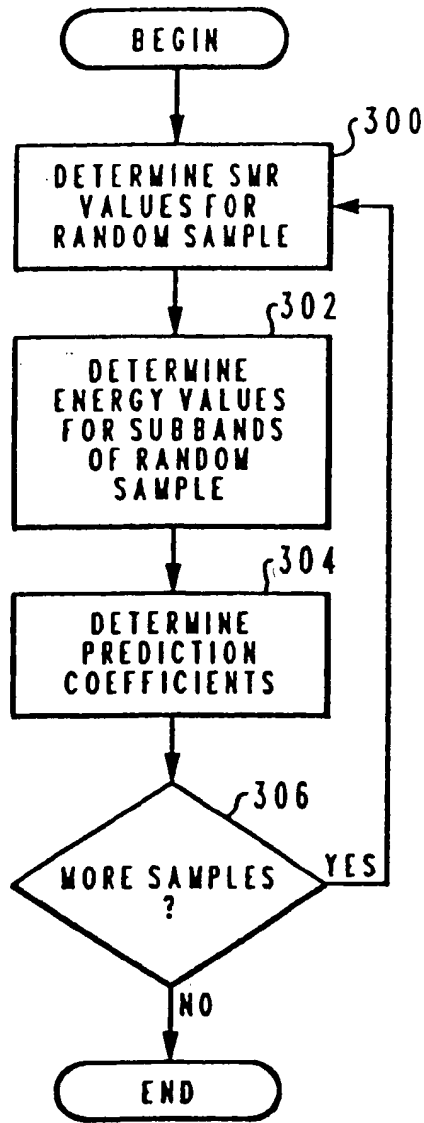 BEGIN
300
DETERMINE SMR
VALUES FOR
RANDOM SAMPLE
302
DETERMINE
ENERGY VALUES
FOR SUBBANDS
OF RANDOM
SAMPLE
304
DETERMINE
PREDICTION
COEFFICIENTS
306
MORE SAMPLES
?
YES
NO
END